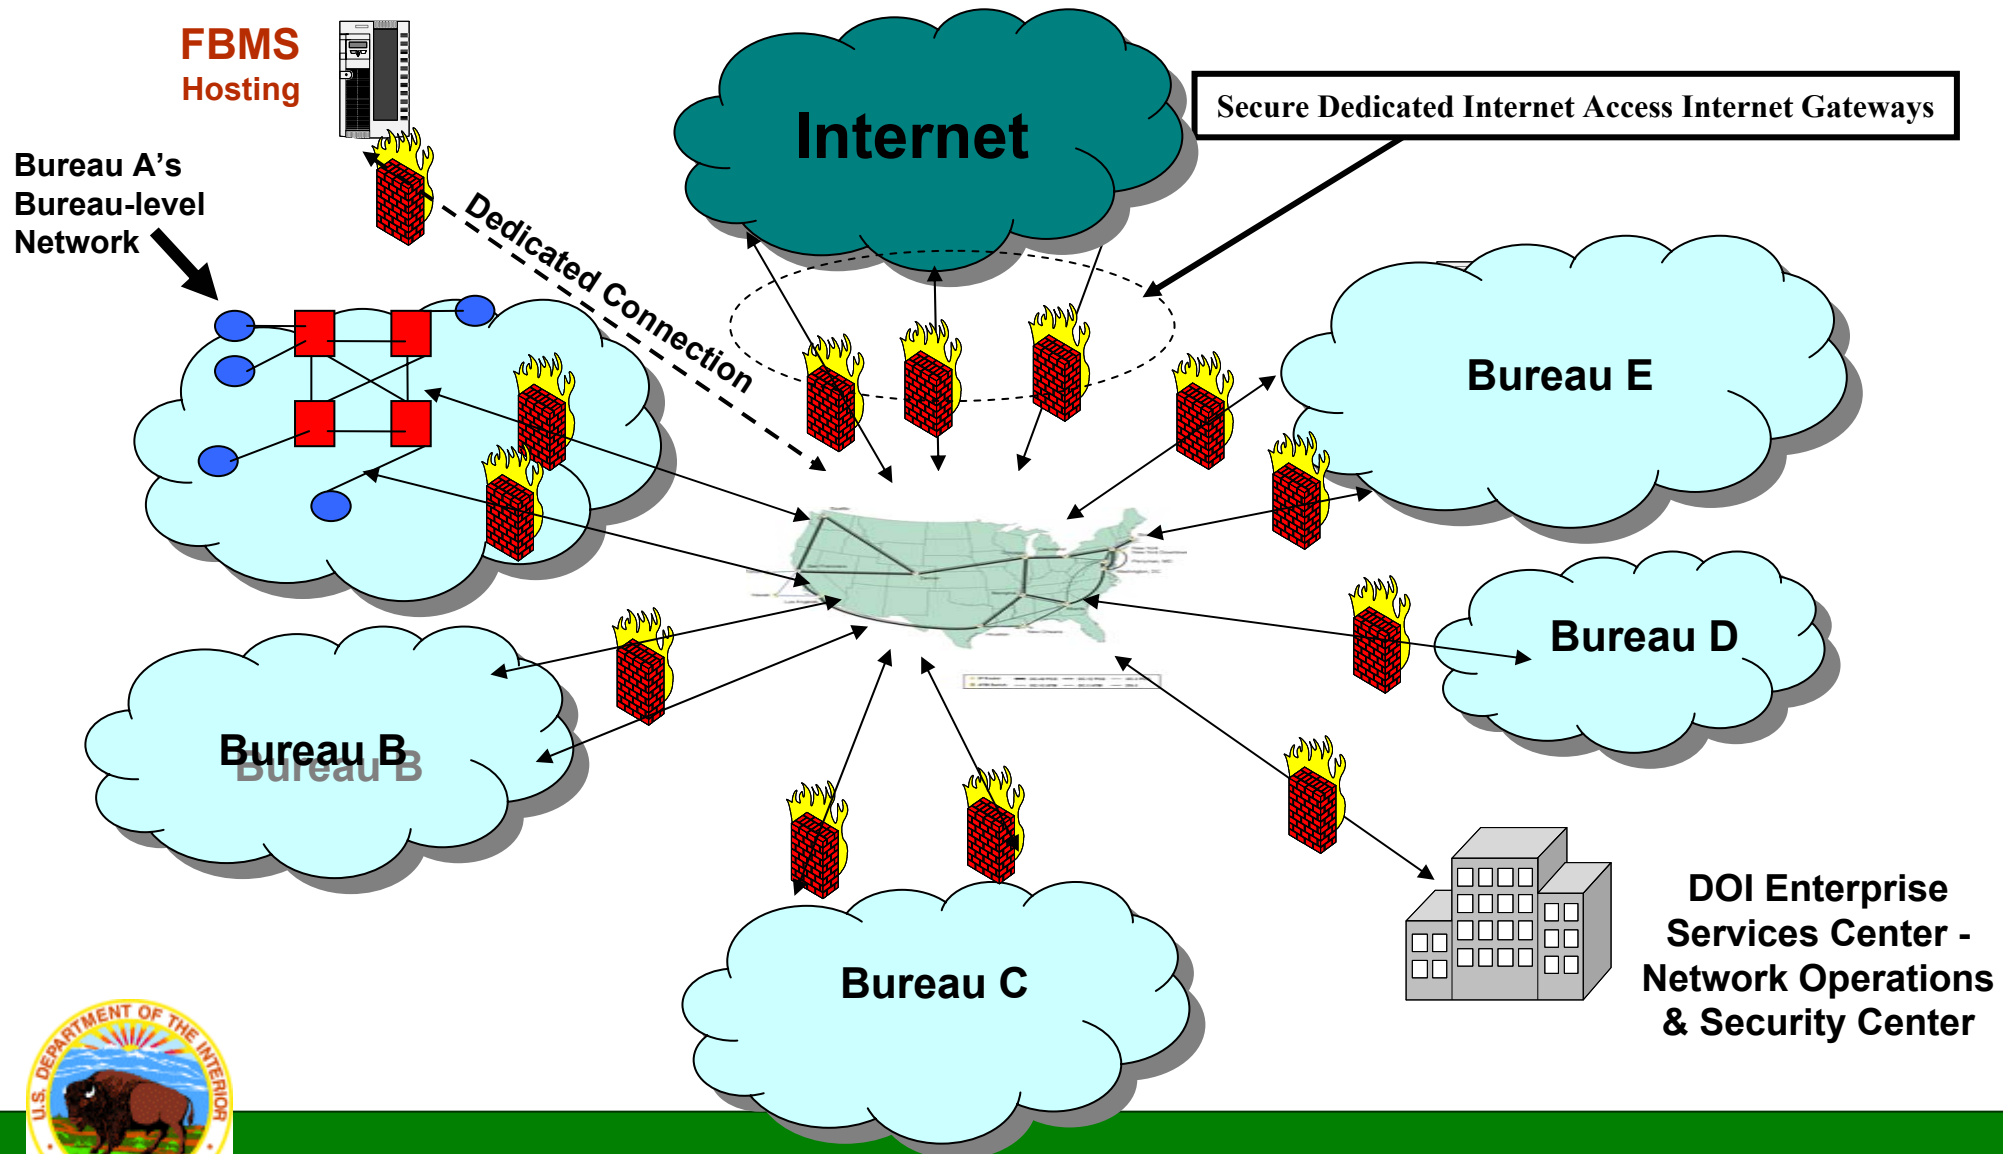 FBMS
Hosting
Internet
Secure Dedicated Internet Access Internet Gateways
Bureau A’s
Bureau-level
Network
Dedicated Connection
Bureau E
Bureau D
Bureau B
Bureau B
Bureau C
DOI Enterprise
Services Center -
Network Operations
& Security Center
U.S. DEPARTMENT OF THE INTERIOR